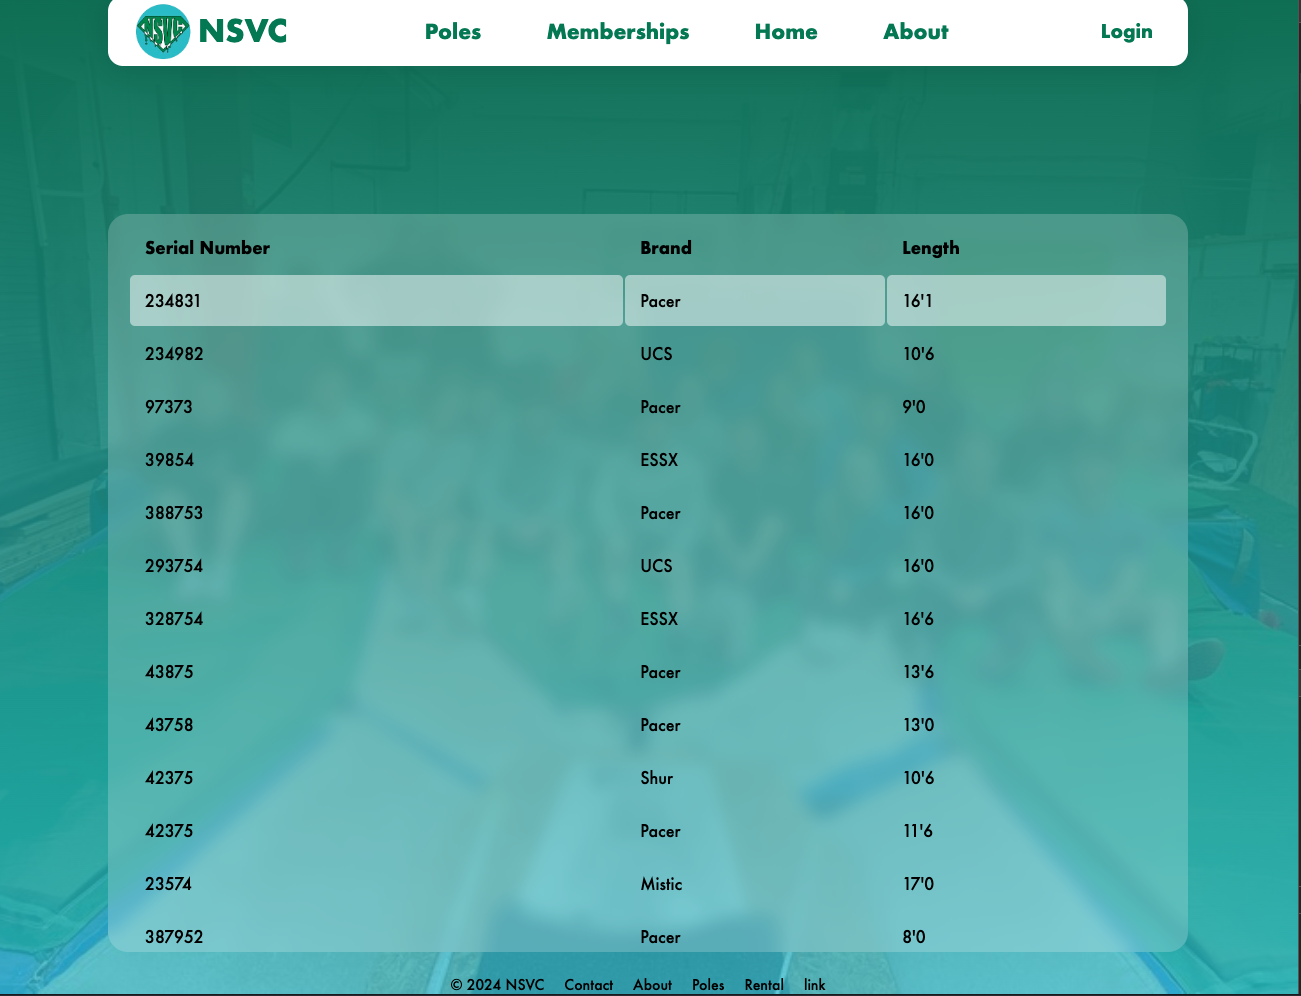 NSVC NSVC Poles Memberships Home About Login
Serial Number Brand Length
234831 Pacer 16'1
234982 UCS 10'6
97373 Pacer 9'0
39854 ESSX 16'0
388753 Pacer 16'0
293754 UCS 16'0
328754 ESSX 16'6
43875 Pacer 13'6
43758 Pacer 13'0
42375 Shur 10'6
42375 Pacer 11'6
23574 Mistic 17'0
387952 Pacer 8'0
© 2024 NSVC Contact About Poles Rental link